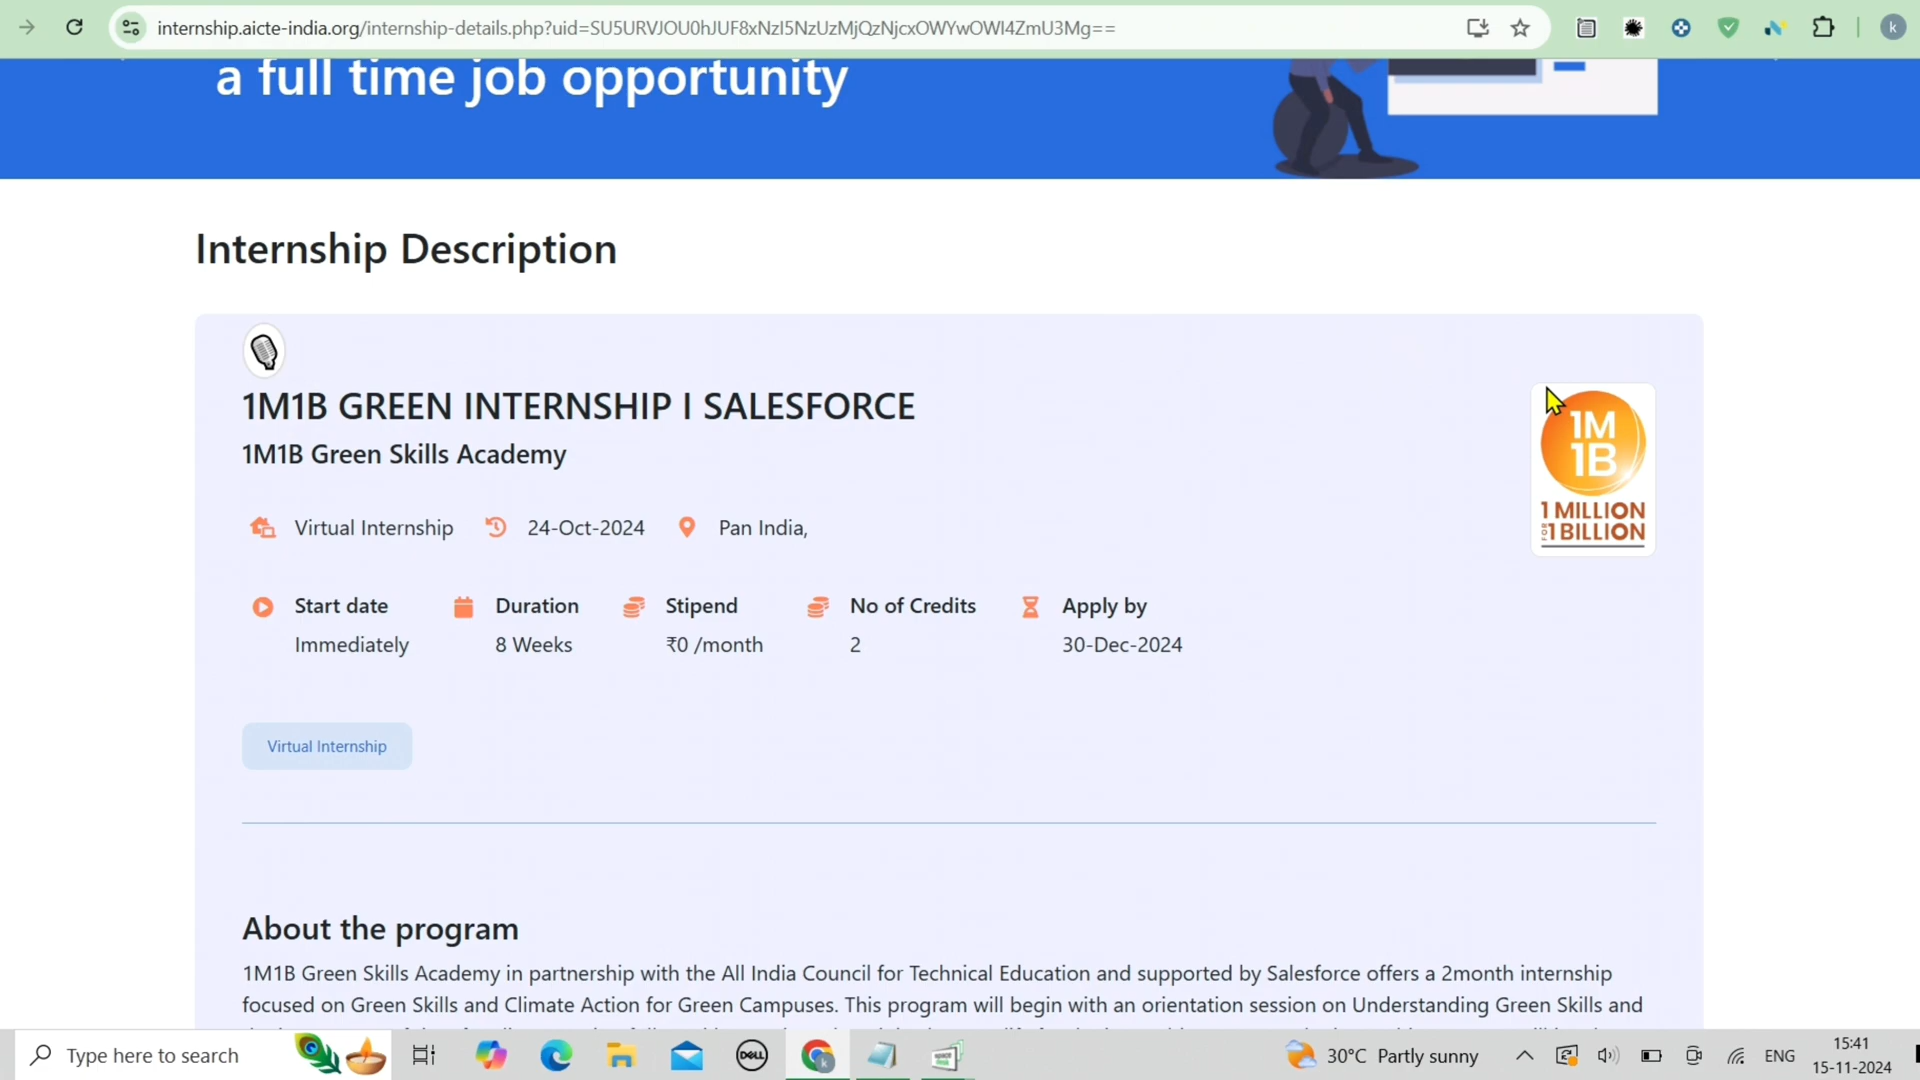 internship.aicte-india.org/internship-details.php?uid=SU5URVJOU0hJUF8xNzI5NzUzMjQzNjcxOWYwOWI4ZmU3Mg==
k
a full time job opportunity
Internship Description
1M1B GREEN INTERNSHIP I SALESFORCE
1M1B Green Skills Academy
1M
1B
1 MILLION
FOR 1 BILLION
Virtual Internship 24-Oct-2024 Pan India,
Start date Duration Stipend No of Credits Apply by
Immediately 8 Weeks ₹0 /month 2 30-Dec-2024
Virtual Internship
About the program
1M1B Green Skills Academy in partnership with the All India Council for Technical Education and supported by Salesforce offers a 2month internship
focused on Green Skills and Climate Action for Green Campuses. This program will begin with an orientation session on Understanding Green Skills and
Type here to search
DELL
30°C Partly sunny
ENG
15:41
15-11-2024